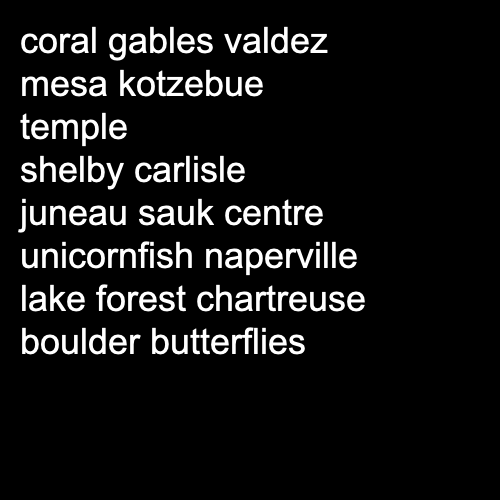 coral gables valdez
mesa kotzebue
temple
shelby carlisle
juneau sauk centre
unicornfish naperville
lake forest chartreuse
boulder butterflies